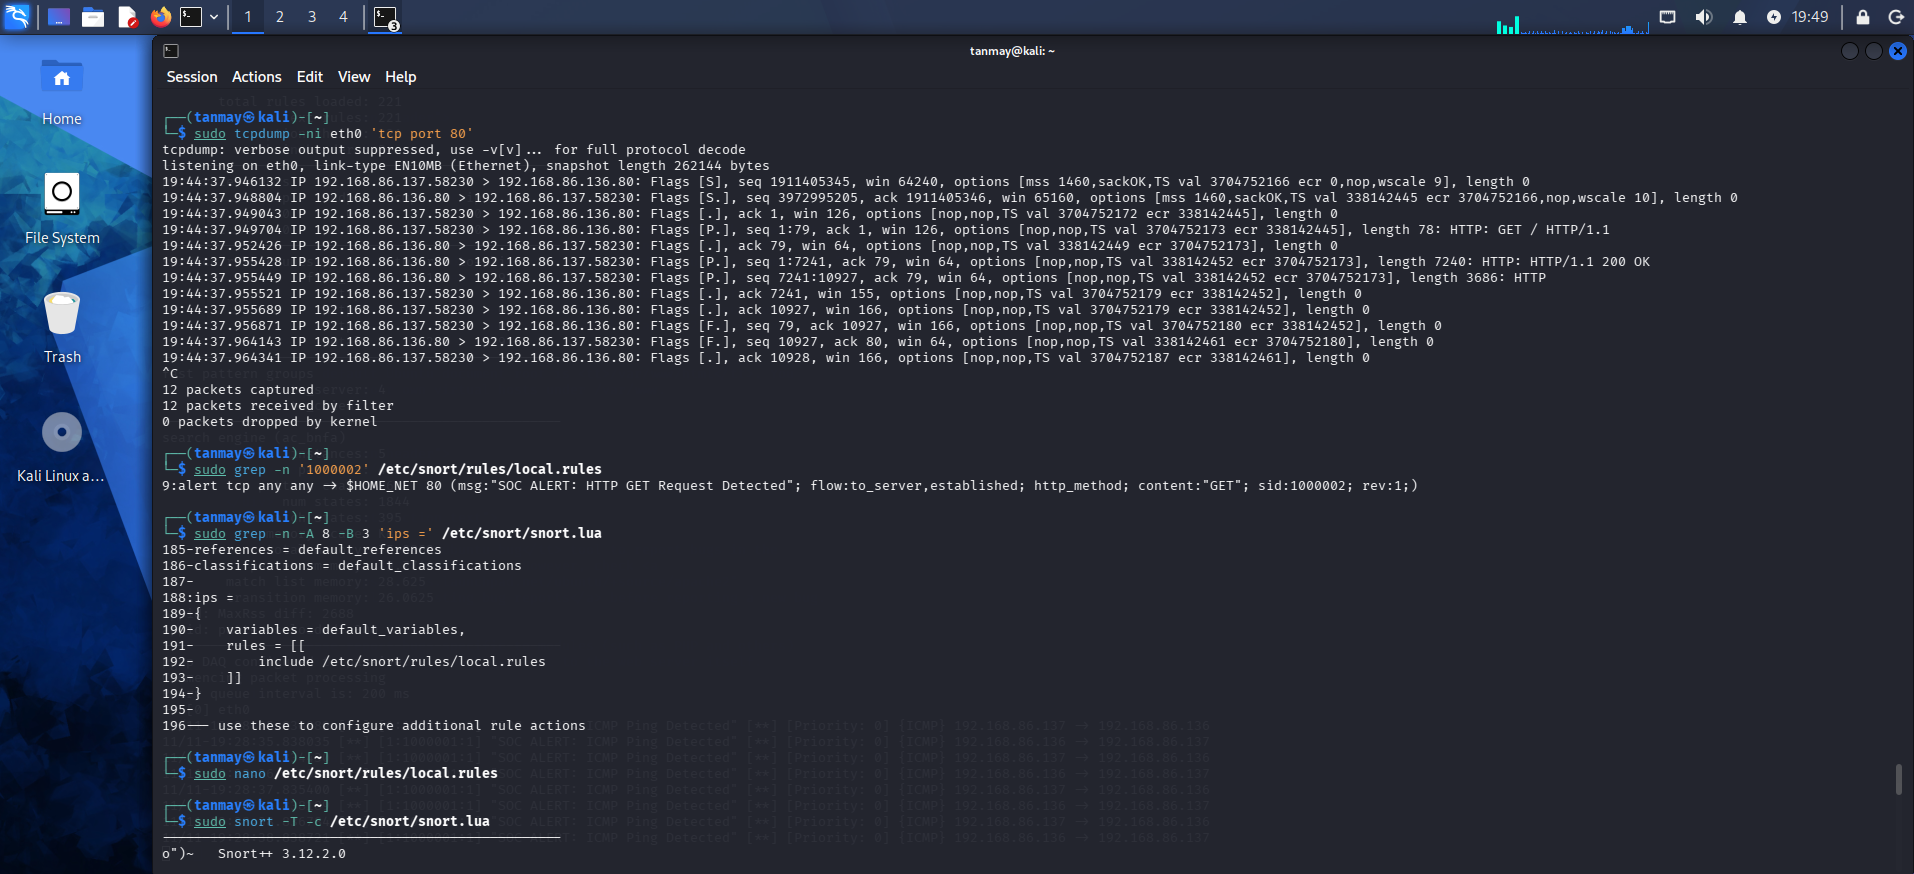 1 2 3 4 3 19:49
tanmay@kali: ~
Session Actions Edit View Help
Home
File System
Trash
Kali Linux a...
┌──(tanmay㉿kali)-[~]
└─$ sudo tcpdump -ni eth0 'tcp port 80'
tcpdump: verbose output suppressed, use -v[v]... for full protocol decode
listening on eth0, link-type EN10MB (Ethernet), snapshot length 262144 bytes
19:44:37.946132 IP 192.168.86.137.58230 > 192.168.86.136.80: Flags [S], seq 1911405345, win 64240, options [mss 1460,sackOK,TS val 3704752166 ecr 0,nop,wscale 9], length 0
19:44:37.948804 IP 192.168.86.136.80 > 192.168.86.137.58230: Flags [S.], seq 3972995205, ack 1911405346, win 65160, options [mss 1460,sackOK,TS val 338142445 ecr 3704752166,nop,wscale 10], length 0
19:44:37.949043 IP 192.168.86.137.58230 > 192.168.86.136.80: Flags [.], ack 1, win 126, options [nop,nop,TS val 3704752172 ecr 338142445], length 0
19:44:37.949704 IP 192.168.86.137.58230 > 192.168.86.136.80: Flags [P.], seq 1:79, ack 1, win 126, options [nop,nop,TS val 3704752173 ecr 338142445], length 78: HTTP: GET / HTTP/1.1
19:44:37.952426 IP 192.168.86.136.80 > 192.168.86.137.58230: Flags [.], ack 79, win 64, options [nop,nop,TS val 338142449 ecr 3704752173], length 0
19:44:37.955428 IP 192.168.86.136.80 > 192.168.86.137.58230: Flags [P.], seq 1:7241, ack 79, win 64, options [nop,nop,TS val 338142452 ecr 3704752173], length 7240: HTTP: HTTP/1.1 200 OK
19:44:37.955449 IP 192.168.86.136.80 > 192.168.86.137.58230: Flags [P.], seq 7241:10927, ack 79, win 64, options [nop,nop,TS val 338142452 ecr 3704752173], length 3686: HTTP
19:44:37.955521 IP 192.168.86.137.58230 > 192.168.86.136.80: Flags [.], ack 7241, win 155, options [nop,nop,TS val 3704752179 ecr 338142452], length 0
19:44:37.955689 IP 192.168.86.137.58230 > 192.168.86.136.80: Flags [.], ack 10927, win 166, options [nop,nop,TS val 3704752179 ecr 338142452], length 0
19:44:37.956871 IP 192.168.86.137.58230 > 192.168.86.136.80: Flags [F.], seq 79, ack 10927, win 166, options [nop,nop,TS val 3704752180 ecr 338142452], length 0
19:44:37.964143 IP 192.168.86.136.80 > 192.168.86.137.58230: Flags [F.], seq 10927, ack 80, win 64, options [nop,nop,TS val 338142461 ecr 3704752180], length 0
19:44:37.964341 IP 192.168.86.137.58230 > 192.168.86.136.80: Flags [.], ack 10928, win 166, options [nop,nop,TS val 3704752187 ecr 338142461], length 0
^C
12 packets captured
12 packets received by filter
0 packets dropped by kernel
┌──(tanmay㉿kali)-[~]
└─$ sudo grep -n '1000002' /etc/snort/rules/local.rules
9:alert tcp any any -> $HOME_NET 80 (msg:"SOC ALERT: HTTP GET Request Detected"; flow:to_server,established; http_method; content:"GET"; sid:1000002; rev:1;)
┌──(tanmay㉿kali)-[~]
└─$ sudo grep -n -A 8 -B 3 'ips =' /etc/snort/snort.lua
185-references = default_references
186-classifications = default_classifications
187-
188:ips =
189-{
190-    variables = default_variables,
191-    rules = [[
192-        include /etc/snort/rules/local.rules
193-    ]]
194-}
195-
196--- use these to configure additional rule actions
┌──(tanmay㉿kali)-[~]
└─$ sudo nano /etc/snort/rules/local.rules
┌──(tanmay㉿kali)-[~]
└─$ sudo snort -T -c /etc/snort/snort.lua
--------------------------------------------------
o")~   Snort++ 3.12.2.0